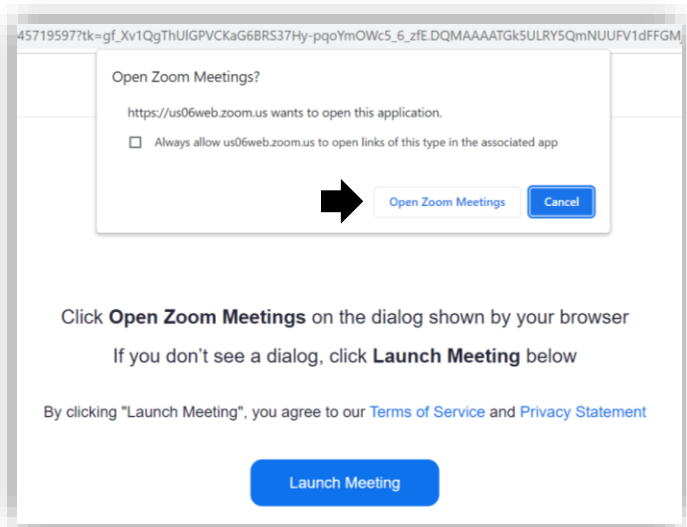 45719597?tk=gf_Xv1QgThUlGPVCKaG6BRS37Hy-pqoYmOWc5_6_zfE.DQMAAAATGk5ULRY5QmNUUFV1dFFGM
Open Zoom Meetings?
https://us06web.zoom.us wants to open this application.
Always allow us06web.zoom.us to open links of this type in the associated app
Open Zoom Meetings Cancel
Click Open Zoom Meetings on the dialog shown by your browser
If you don't see a dialog, click Launch Meeting below
By clicking "Launch Meeting", you agree to our Terms of Service and Privacy Statement
Launch Meeting